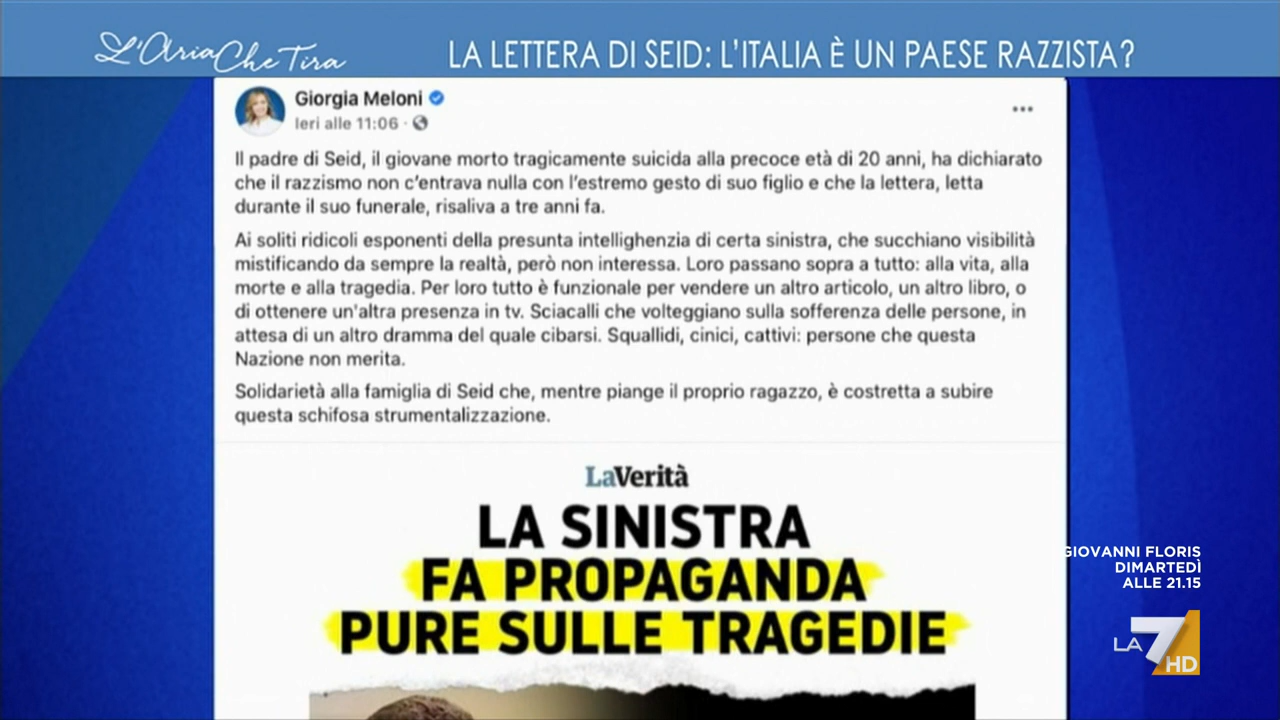 L'Aria Che Tira
LA LETTERA DI SEID: L'ITALIA È UN PAESE RAZZISTA?
Giorgia Meloni
Ieri alle 11:06 ·
Il padre di Seid, il giovane morto tragicamente suicida alla precoce età di 20 anni, ha dichiarato
che il razzismo non c'entrava nulla con l'estremo gesto di suo figlio e che la lettera, letta
durante il suo funerale, risaliva a tre anni fa.
Ai soliti ridicoli esponenti della presunta intellighenzia di certa sinistra, che succhiano visibilità
mistificando da sempre la realtà, però non interessa. Loro passano sopra a tutto: alla vita, alla
morte e alla tragedia. Per loro tutto è funzionale per vendere un altro articolo, un altro libro, o
di ottenere un'altra presenza in tv. Sciacalli che volteggiano sulla sofferenza delle persone, in
attesa di un altro dramma del quale cibarsi. Squallidi, cinici, cattivi: persone che questa
Nazione non merita.
Solidarietà alla famiglia di Seid che, mentre piange il proprio ragazzo, è costretta a subire
questa schifosa strumentalizzazione.
LaVerità
LA SINISTRA
FA PROPAGANDA
PURE SULLE TRAGEDIE
GIOVANNI FLORIS
DIMARTEDÌ
ALLE 21.15
LA 7 HD